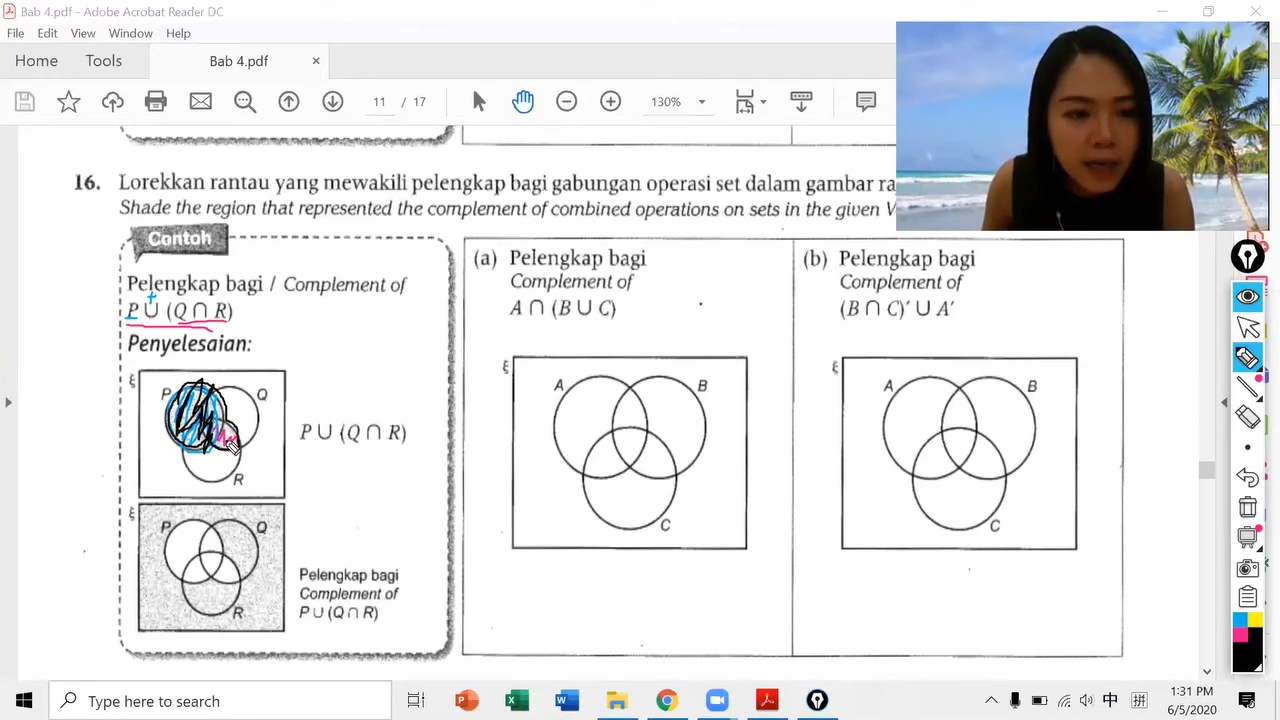 Bab 4.pdf - Adobe Acrobat Reader DC
File Edit View Window Help
Home Tools Bab 4.pdf ×
11 / 17 130%
16. Lorekkan rantau yang mewakili pelengkap bagi gabungan operasi set dalam gambar ra
Shade the region that represented the complement of combined operations on sets in the given V
Contoh
Pelengkap bagi / Complement of
P ∪ (Q ∩ R)
Penyelesaian:
ξ
P Q
R
P ∪ (Q ∩ R)
ξ
P Q
R
Pelengkap bagi
Complement of
P ∪ (Q ∩ R)
(a) Pelengkap bagi
Complement of
A ∩ (B ∪ C)
ξ
A B
C
(b) Pelengkap bagi
Complement of
(B ∩ C)′ ∪ A′
ξ
A B
C
Type here to search
中 拼
1:31 PM
6/5/2020